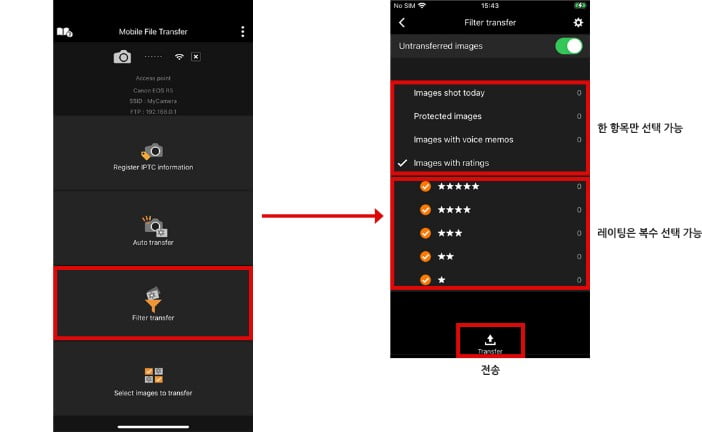 Mobile File Transfer
Access point
Canon EOS R5
SSID : MyCamera
FTP : 192.168.0.1
Register IPTC information
Auto transfer
Filter transfer
Select images to transfer
No SIM 15:43
Filter transfer
Untransferred images
Images shot today 0
Protected images 0
Images with voice memos 0
Images with ratings
★★★★★ 0
★★★★ 0
★★★ 0
★★ 0
★ 0
Transfer
전송
한 항목만 선택 가능
레이팅은 복수 선택 가능